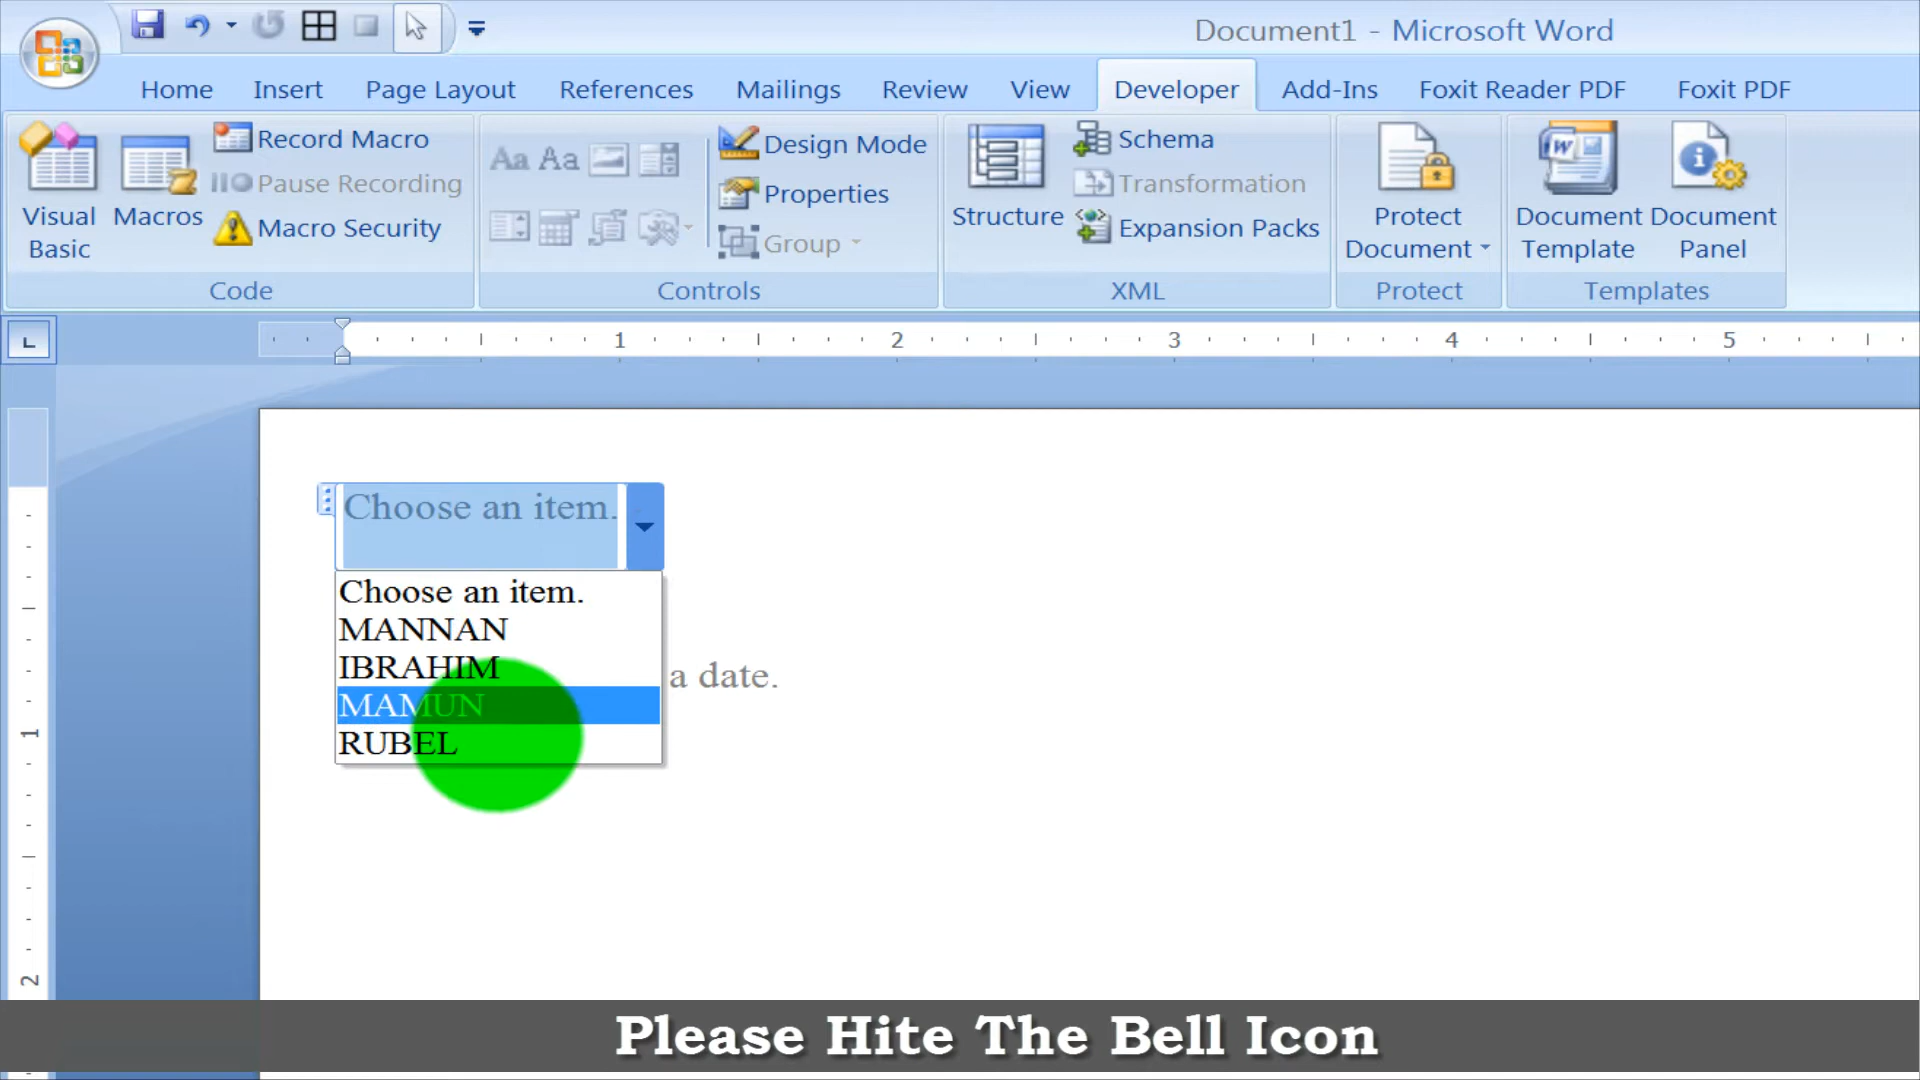 Document1 - Microsoft Word
Home Insert Page Layout References Mailings Review View Developer Add-Ins Foxit Reader PDF Foxit PDF
Visual Basic
Macros
Record Macro
Pause Recording
Macro Security
Code
Aa Aa
Design Mode
Properties
Group
Controls
Structure
Schema
Transformation
Expansion Packs
XML
Protect Document
Protect
Document Template
Document Panel
Templates
L
1 2 3 4 5
Choose an item.
Choose an item.
MANNAN
IBRAHIM
a date.
MAMUN
RUBEL
1
2
Please Hite The Bell Icon